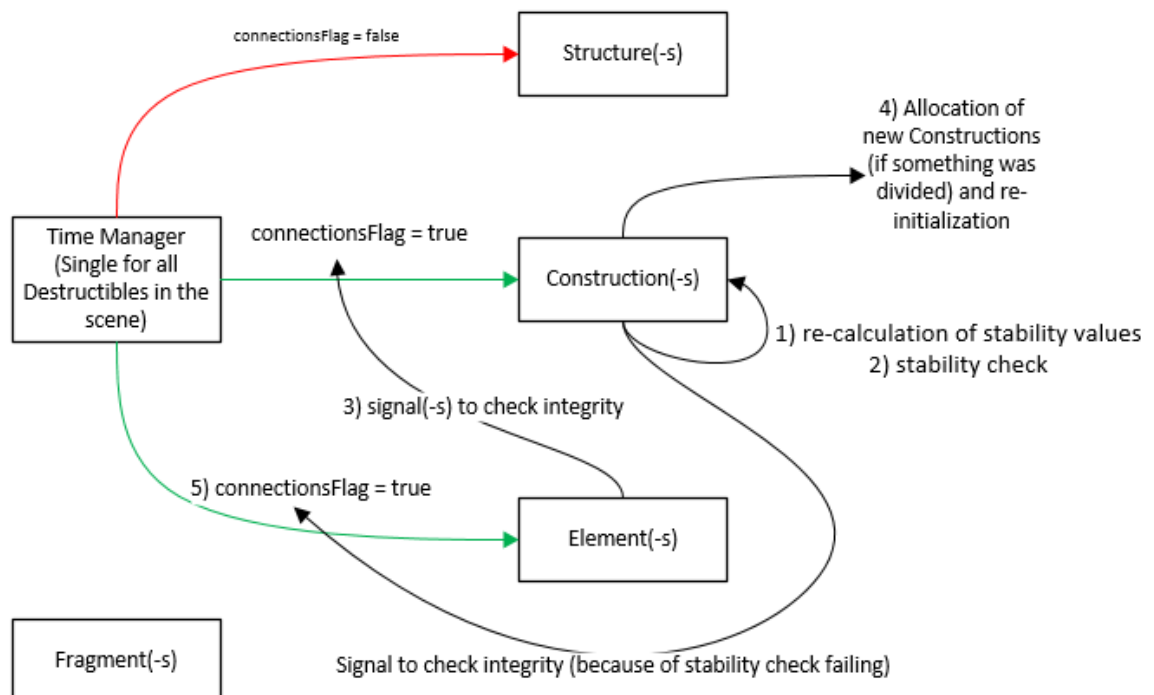 connectionsFlag = false
Structure(-s)
4) Allocation of
new Constructions
(if something was
divided) and re-
initialization
Time Manager
(Single for all
Destructibles in the
scene)
connectionsFlag = true
Construction(-s)
1) re-calculation of stability values
2) stability check
3) signal(-s) to check integrity
5) connectionsFlag = true
Element(-s)
Fragment(-s)
Signal to check integrity (because of stability check failing)